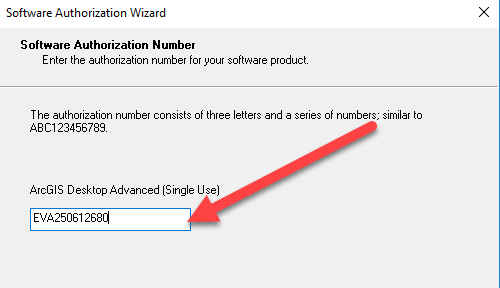 Software Authorization Wizard
Software Authorization Number
Enter the authorization number for your software product.
The authorization number consists of three letters and a series of numbers; similar to
ABC123456789.
ArcGIS Desktop Advanced (Single Use)
EVA250612680